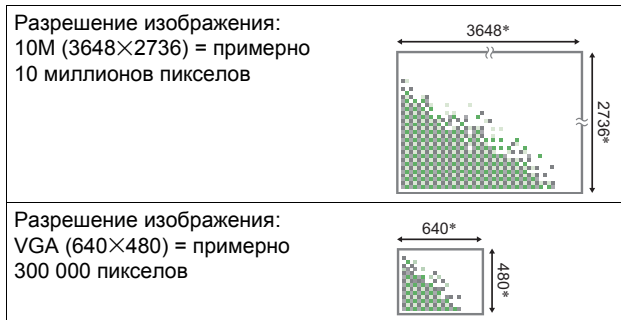 Разрешение изображения:
10M (3648×2736) = примерно
10 миллионов пикселов
3648*
2736*
Разрешение изображения:
VGA (640×480) = примерно
300 000 пикселов
640*
480*